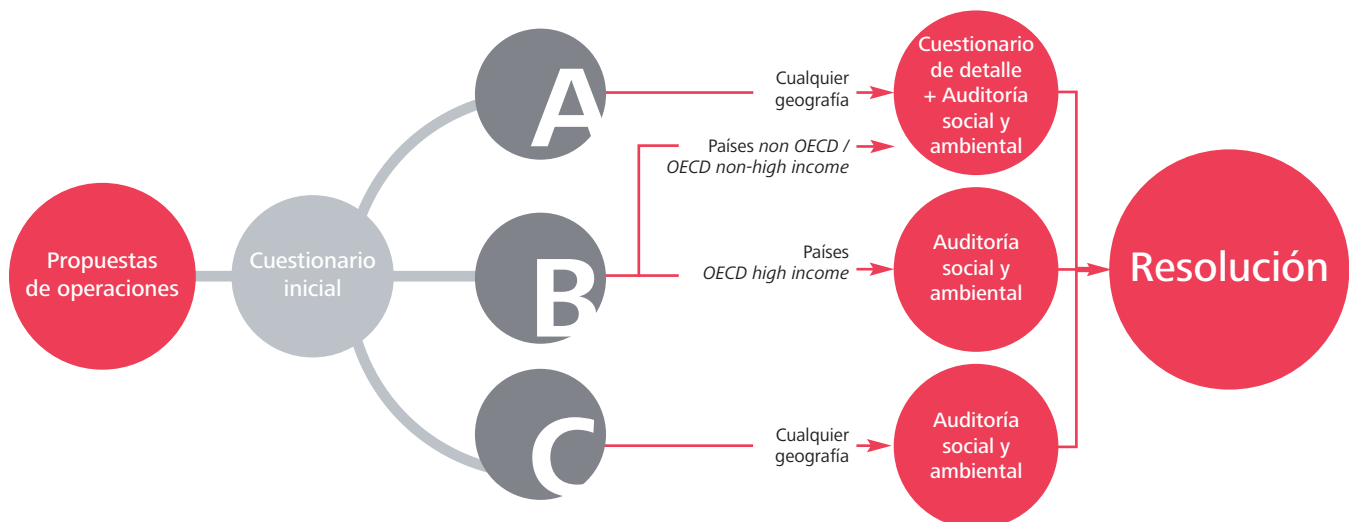 Propuestas
de operaciones
Cuestionario
inicial
A
Cualquier
geografía
Cuestionario
de detalle
+ Auditoría
social y
ambiental
Países non OECD /
OECD non-high income
B
Países
OECD high income
Auditoría
social y
ambiental
C
Cualquier
geografía
Auditoría
social y
ambiental
Resolución